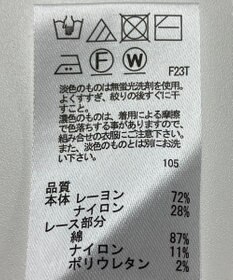 F W
F23T
淡色のものは無蛍光洗剤を使用。
よくすすぎ、絞りの後すぐに干
すこと。
濃色のものは、着用による摩擦
で色落ちする事がありますので、
組み合せの衣服にご注意下さい。
また、淡色のものとは別に洗っ
て下さい。
105
品質
本体 レーヨン 72%
ナイロン 28%
レース部分
綿 87%
ナイロン 11%
ポリウレタン 2%